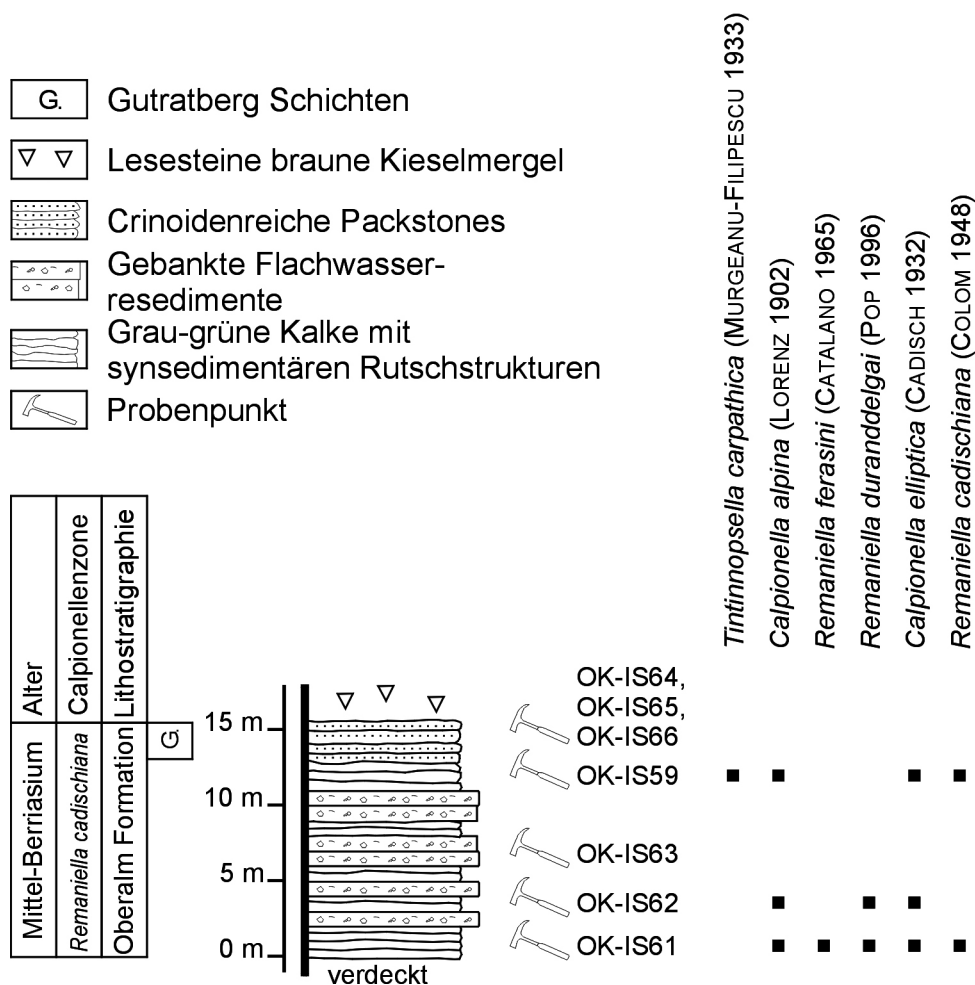 G. Gutratberg Schichten
Lesesteine braune Kieselmergel
Crinoidenreiche Packstones
Gebankte Flachwasser-
resedimente
Grau-grüne Kalke mit
synsedimentären Rutschstrukturen
Probenpunkt
Tintinnopsella carpathica (MURGEANU-FILIPESCU 1933)
Calpionella alpina (LORENZ 1902)
Remaniella ferasini (CATALANO 1965)
Remaniella duranddelgai (POP 1996)
Calpionella elliptica (CADISCH 1932)
Remaniella cadischiana (COLOM 1948)
Alter
Calpionellenzone
Lithostratigraphie
Mittel-Berriasium
Remaniella cadischiana
Oberalm Formation
G.
15 m
10 m
5 m
0 m
verdeckt
OK-IS64,
OK-IS65,
OK-IS66
OK-IS59
OK-IS63
OK-IS62
OK-IS61